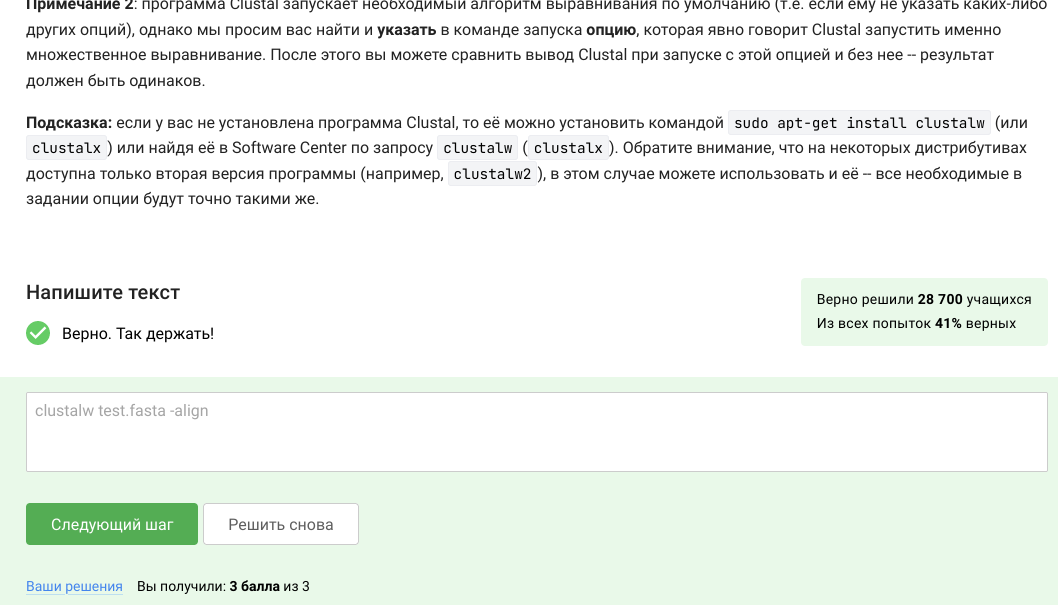 Примечание 2: программа Clustal запускает необходимый алгоритм выравнивания по умолчанию (т.е. если ему не указать каких-либо
других опций), однако мы просим вас найти и указать в команде запуска опцию, которая явно говорит Clustal запустить именно
множественное выравнивание. После этого вы можете сравнить вывод Clustal при запуске с этой опцией и без нее -- результат
должен быть одинаков.
Подсказка: если у вас не установлена программа Clustal, то её можно установить командой sudo apt-get install clustalw (или
clustalx ) или найдя её в Software Center по запросу clustalw ( clustalx ). Обратите внимание, что на некоторых дистрибутивах
доступна только вторая версия программы (например, clustalw2 ), в этом случае можете использовать и её -- все необходимые в
задании опции будут точно такими же.
Напишите текст
Верно решили 28 700 учащихся
Из всех попыток 41% верных
Верно. Так держать!
clustalw test.fasta -align
Следующий шаг
Решить снова
Ваши решения Вы получили: 3 балла из 3